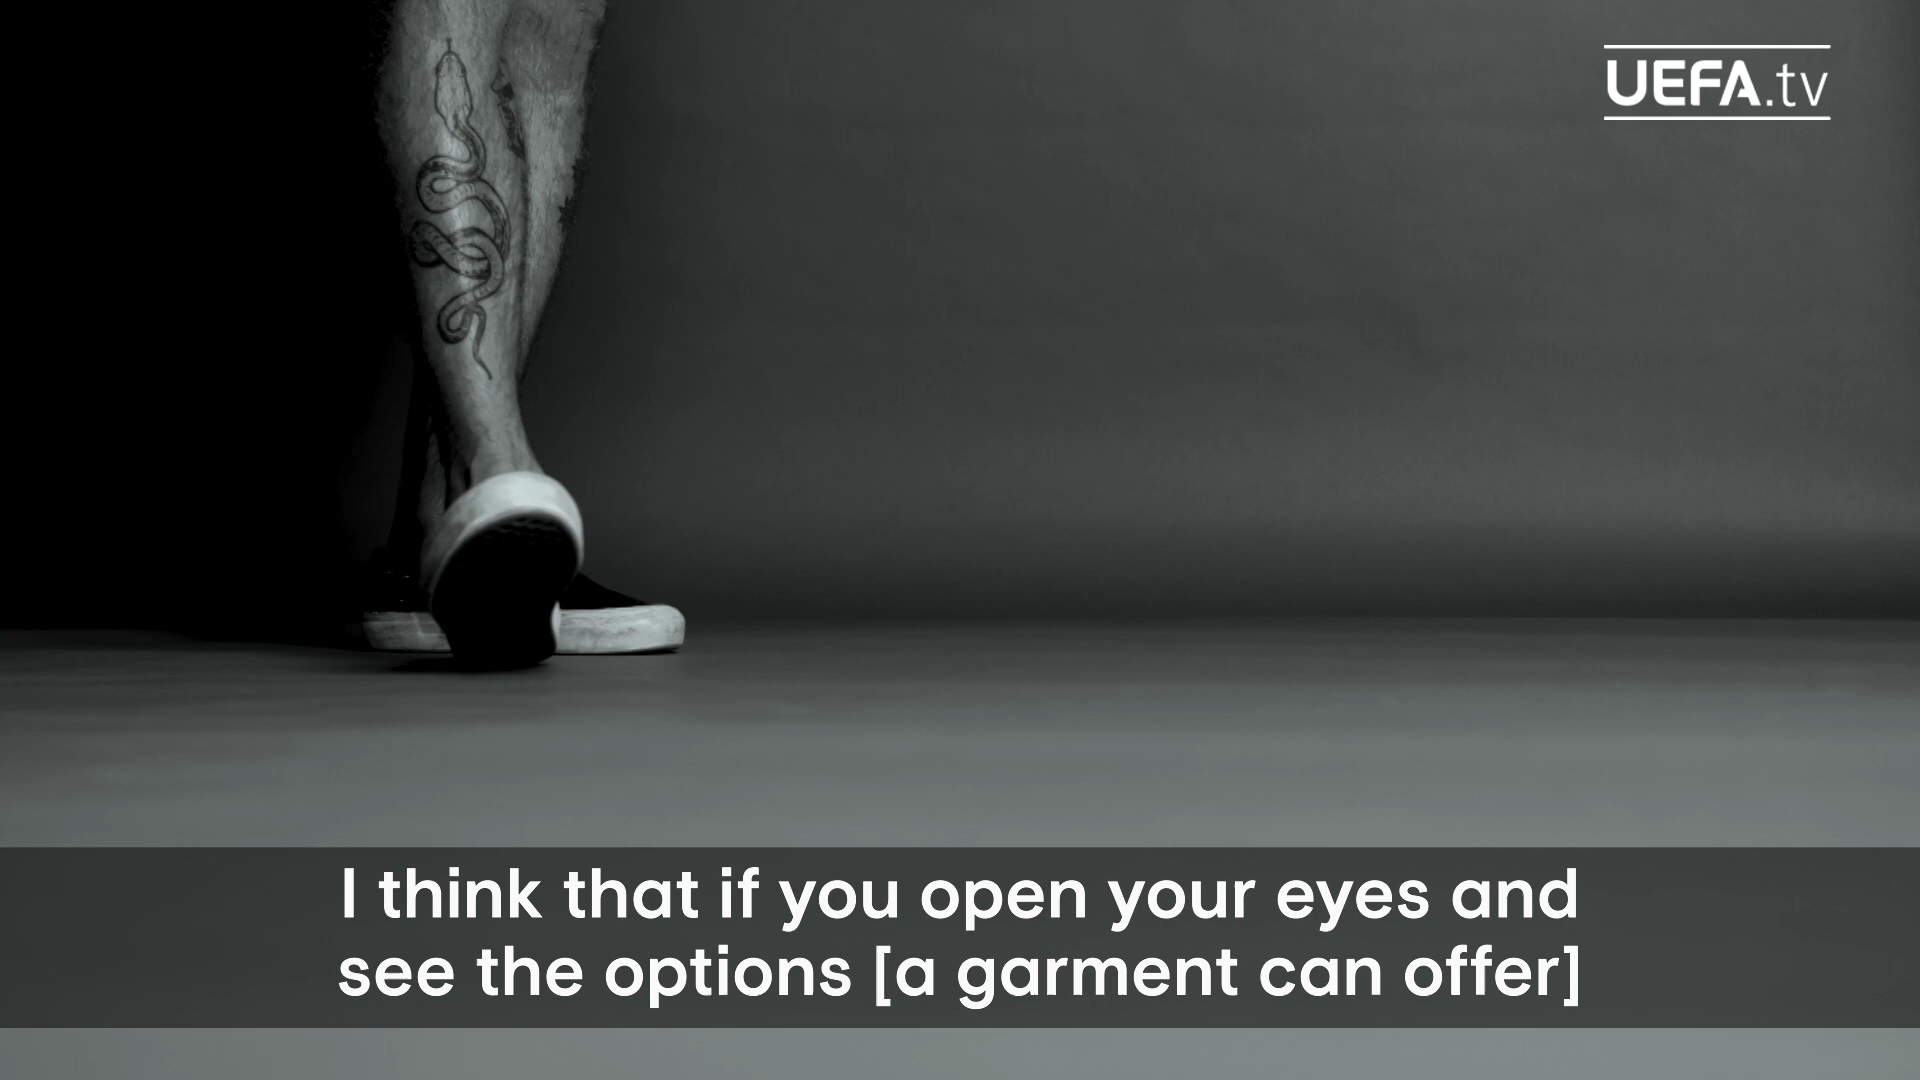 UEFA.tv
I think that if you open your eyes and
see the options [a garment can offer]